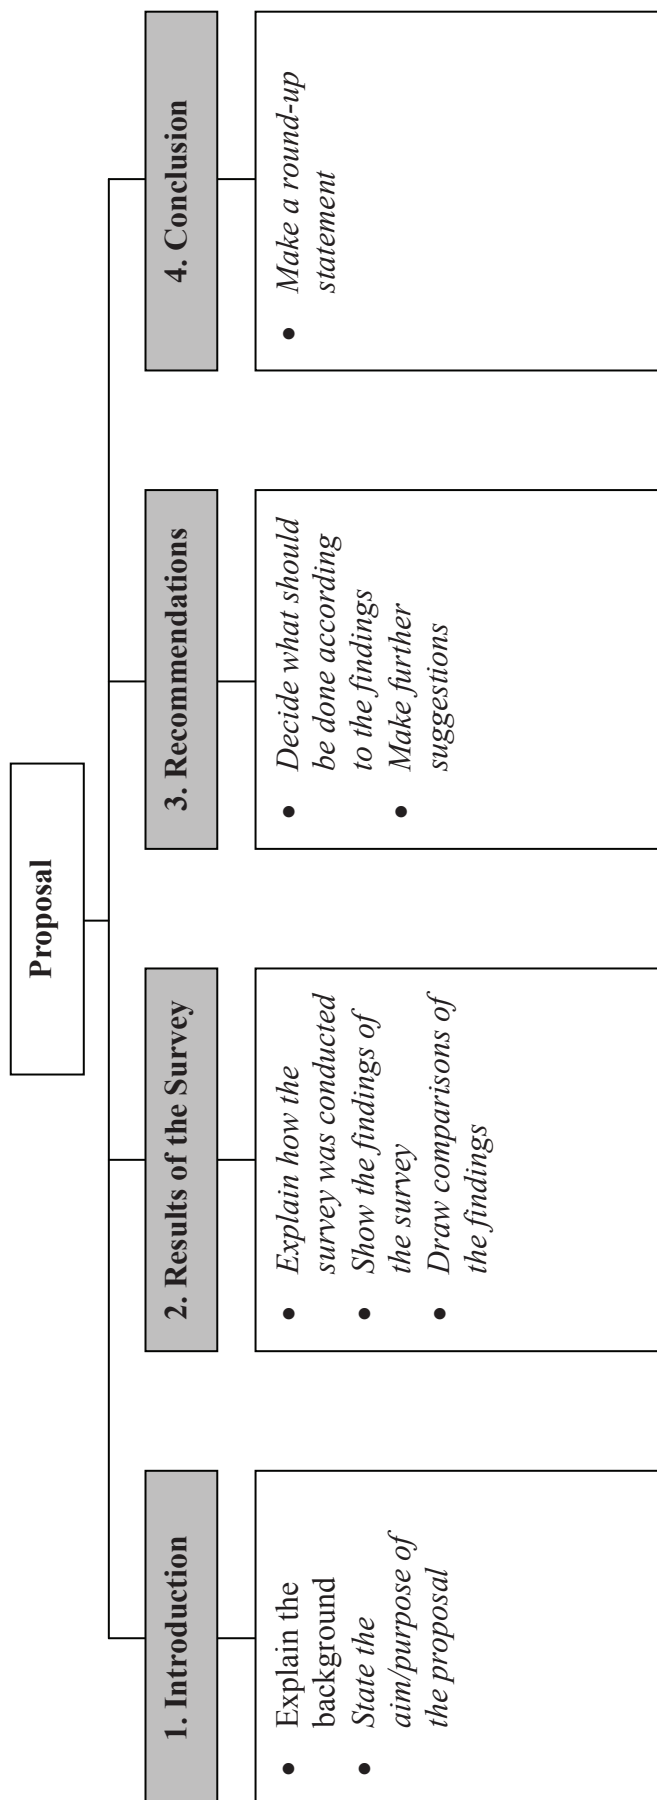 Proposal
1. Introduction
• Explain the
background
• State the
aim/purpose of
the proposal
2. Results of the Survey
• Explain how the
survey was conducted
• Show the findings of
the survey
• Draw comparisons of
the findings
3. Recommendations
• Decide what should
be done according
to the findings
• Make further
suggestions
4. Conclusion
• Make a round-up
statement